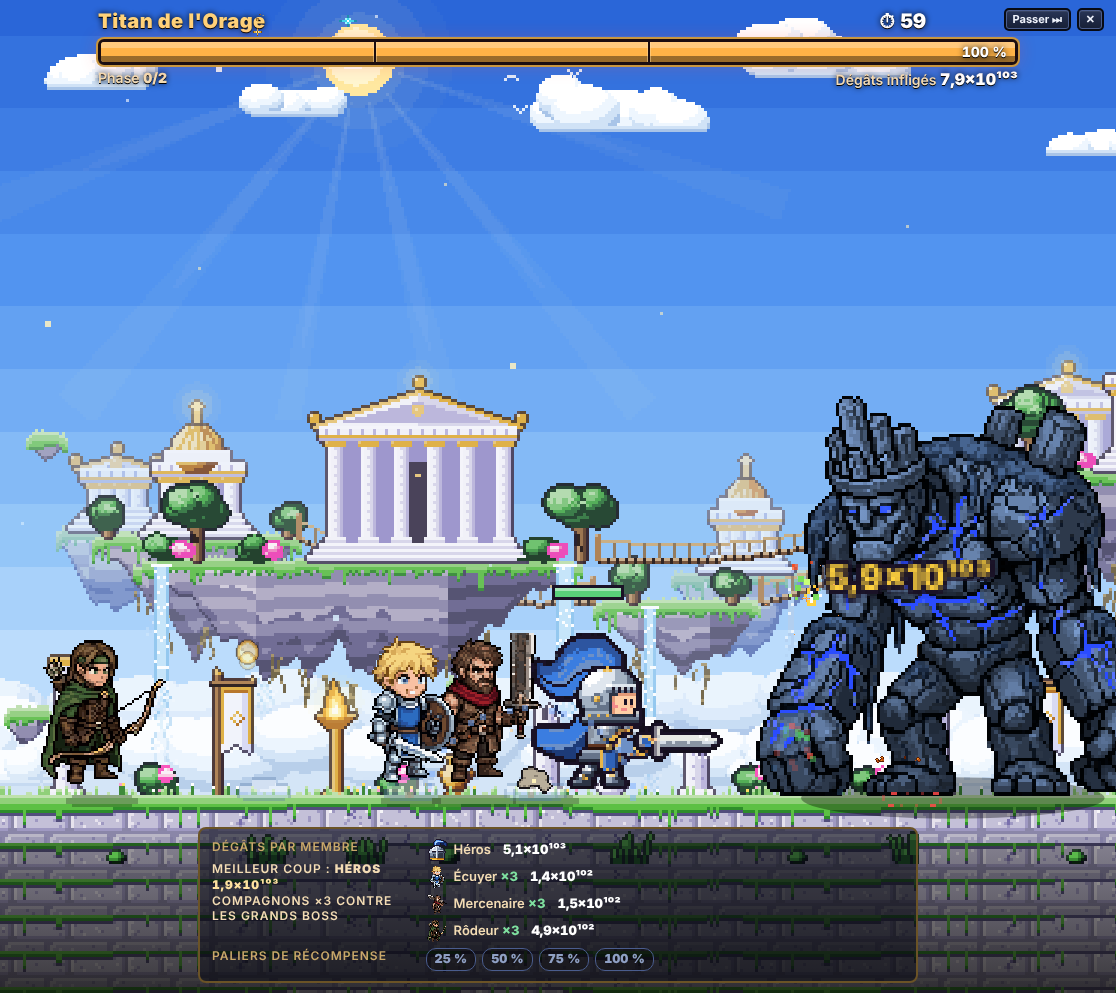 Titan de l'Orage
59
Passer
100 %
Phase 0/2
Dégâts infligés 7,9×10¹⁰³
5,9×10¹⁰³
DÉGÂTS PAR MEMBRE
MEILLEUR COUP : HÉROS
1,9×10¹⁰³
COMPAGNONS ×3 CONTRE
LES GRANDS BOSS
Héros 5,1×10¹⁰³
Écuyer ×3 1,4×10¹⁰²
Mercenaire ×3 1,5×10¹⁰²
Rôdeur ×3 4,9×10¹⁰²
PALIERS DE RÉCOMPENSE
25 % 50 % 75 % 100 %